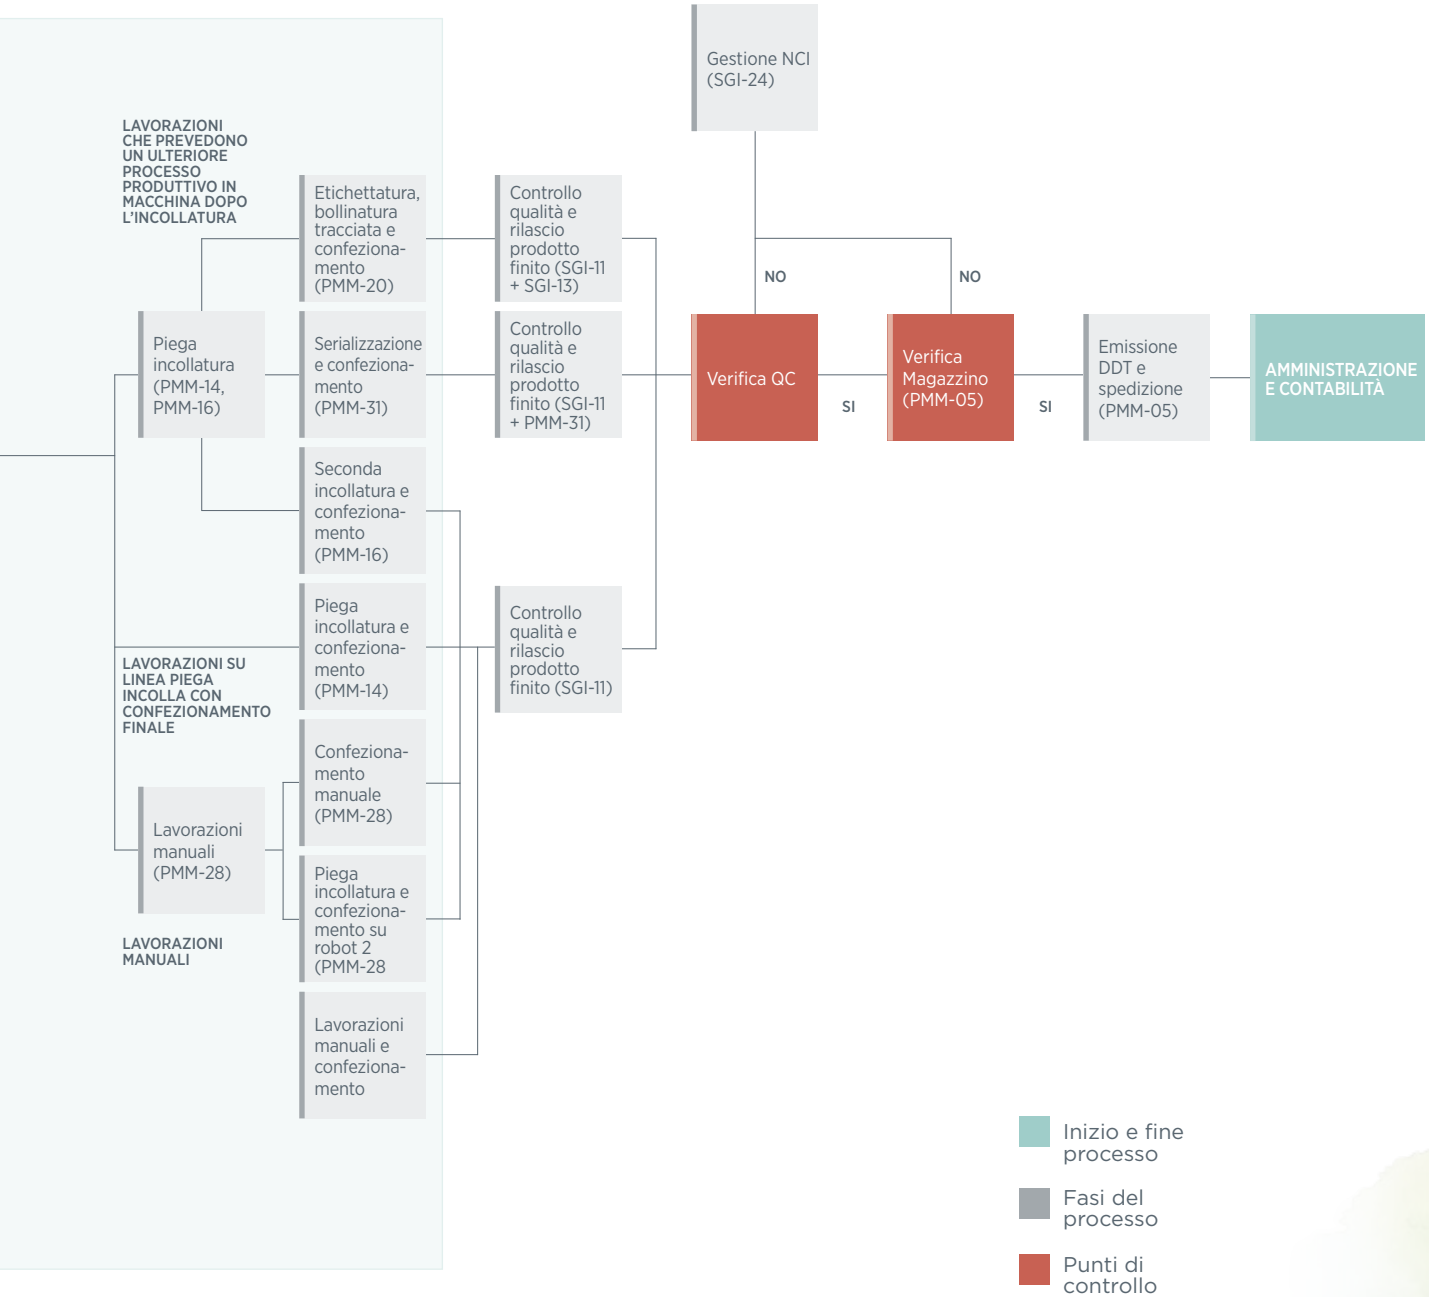 Gestione NCI
(SGI-24)
LAVORAZIONI
CHE PREVEDONO
UN ULTERIORE
PROCESSO
PRODUTTIVO IN
MACCHINA DOPO
L'INCOLLATURA
Etichettatura,
bollinatura
tracciata e
confeziona-
mento
(PMM-20)
Controllo
qualità e
rilascio
prodotto
finito (SGI-11
+ SGI-13)
NO
NO
Piega
incollatura
(PMM-14,
PMM-16)
Serializzazione
e confeziona-
mento
(PMM-31)
Controllo
qualità e
rilascio
prodotto
finito (SGI-11
+ PMM-31)
Verifica QC
SI
Verifica
Magazzino
(PMM-05)
SI
Emissione
DDT e
spedizione
(PMM-05)
AMMINISTRAZIONE
E CONTABILITÀ
Seconda
incollatura e
confeziona-
mento
(PMM-16)
Piega
incollatura e
confeziona-
mento
(PMM-14)
Controllo
qualità e
rilascio
prodotto
finito (SGI-11)
LAVORAZIONI SU
LINEA PIEGA
INCOLLA CON
CONFEZIONAMENTO
FINALE
Confeziona-
mento
manuale
(PMM-28)
Lavorazioni
manuali
(PMM-28)
Piega
incollatura e
confeziona-
mento su
robot 2
(PMM-28
LAVORAZIONI
MANUALI
Lavorazioni
manuali e
confeziona-
mento
Inizio e fine
processo
Fasi del
processo
Punti di
controllo